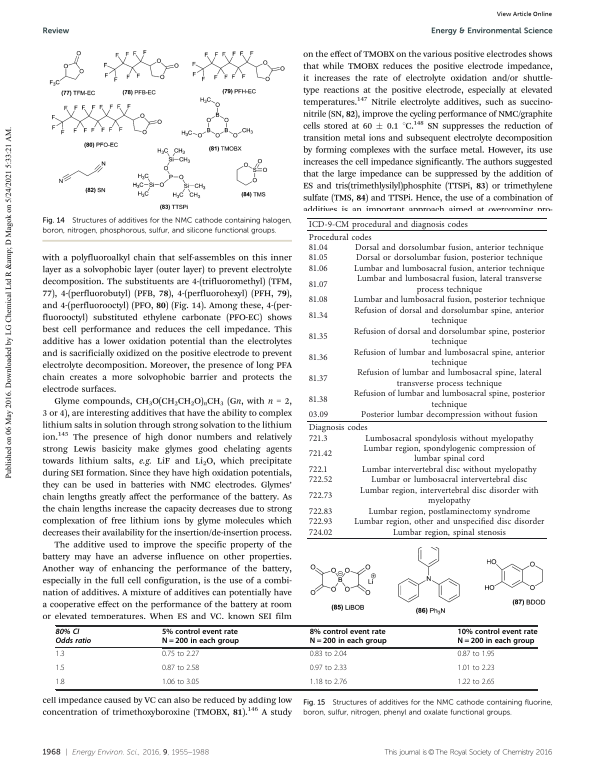 View Article Online
Review
Energy & Environmental Science
Published on 06 May 2016. Downloaded by LG Chemical Ltd R &amp; D Magok on 5/24/2021 5:33:21 AM.
(77) TFM-EC
(78) PFB-EC
(79) PFH-EC
(80) PFO-EC
(81) TMOBX
(82) SN
(83) TTSPi
(84) TMS
Fig. 14 Structures of additives for the NMC cathode containing halogen,
boron, nitrogen, phosphorous, sulfur, and silicone functional groups.
with a polyfluoroalkyl chain that self-assembles on this inner
layer as a solvophobic layer (outer layer) to prevent electrolyte
decomposition. The substituents are 4-(trifluoromethyl) (TFM,
77), 4-(perfluorobutyl) (PFB, 78), 4-(perfluorohexyl) (PFH, 79),
and 4-(perfluorooctyl) (PFO, 80) (Fig. 14). Among these, 4-(per-
fluorooctyl) substituted ethylene carbonate (PFO-EC) shows
best cell performance and reduces the cell impedance. This
additive has a lower oxidation potential than the electrolytes
and is sacrificially oxidized on the positive electrode to prevent
electrolyte decomposition. Moreover, the presence of long PFA
chain creates a more solvophobic barrier and protects the
electrode surfaces.
Glyme compounds, CH3O(CH2CH2O)nCH3 (Gn, with n = 2,
3 or 4), are interesting additives that have the ability to complex
lithium salts in solution through strong solvation to the lithium
ion.145 The presence of high donor numbers and relatively
strong Lewis basicity make glymes good chelating agents
towards lithium salts, e.g. LiF and Li2O, which precipitate
during SEI formation. Since they have high oxidation potentials,
they can be used in batteries with NMC electrodes. Glymes'
chain lengths greatly affect the performance of the battery. As
the chain lengths increase the capacity decreases due to strong
complexation of free lithium ions by glyme molecules which
decreases their availability for the insertion/de-insertion process.
The additive used to improve the specific property of the
battery may have an adverse influence on other properties.
Another way of enhancing the performance of the battery,
especially in the full cell configuration, is the use of a combi-
nation of additives. A mixture of additives can potentially have
a cooperative effect on the performance of the battery at room
or elevated temperatures. When ES and VC, known SEI film
cell impedance caused by VC can also be reduced by adding low
concentration of trimethoxyboroxine (TMOBX, 81).146 A study
on the effect of TMOBX on the various positive electrodes shows
that while TMOBX reduces the positive electrode impedance,
it increases the rate of electrolyte oxidation and/or shuttle-
type reactions at the positive electrode, especially at elevated
temperatures.147 Nitrile electrolyte additives, such as succino-
nitrile (SN, 82), improve the cycling performance of NMC/graphite
cells stored at 60 ± 0.1 °C.148 SN suppresses the reduction of
transition metal ions and subsequent electrolyte decomposition
by forming complexes with the surface metal. However, its use
increases the cell impedance significantly. The authors suggested
that the large impedance can be suppressed by the addition of
ES and tris(trimethylsilyl)phosphite (TTSPi, 83) or trimethylene
sulfate (TMS, 84) and TTSPi. Hence, the use of a combination of
additives is an important approach aimed at overcoming pro-
ICD-9-CM procedural and diagnosis codes
Procedural codes
81.04 Dorsal and dorsolumbar fusion, anterior technique
81.05 Dorsal or dorsolumbar fusion, posterior technique
81.06 Lumbar and lumbosacral fusion, anterior technique
81.07 Lumbar and lumbosacral fusion, lateral transverse
process technique
81.08 Lumbar and lumbosacral fusion, posterior technique
81.34 Refusion of dorsal and dorsolumbar spine, anterior
technique
81.35 Refusion of dorsal and dorsolumbar spine, posterior
technique
81.36 Refusion of lumbar and lumbosacral spine, anterior
technique
81.37 Refusion of lumbar and lumbosacral spine, lateral
transverse process technique
81.38 Refusion of lumbar and lumbosacral spine, posterior
technique
03.09 Posterior lumbar decompression without fusion
Diagnosis codes
721.3 Lumbosacral spondylosis without myelopathy
721.42 Lumbar region, spondylogenic compression of
lumbar spinal cord
722.1 Lumbar intervertebral disc without myelopathy
722.52 Lumbar or lumbosacral intervertebral disc
722.73 Lumbar region, intervertebral disc disorder with
myelopathy
722.83 Lumbar region, postlaminectomy syndrome
722.93 Lumbar region, other and unspecified disc disorder
724.02 Lumbar region, spinal stenosis
(85) LiBOB
(86) Ph3N
(87) BDOD
80% CI 5% control event rate 8% control event rate 10% control event rate
Odds ratio N = 200 in each group N = 200 in each group N = 200 in each group
1.3 0.75 to 2.27 0.83 to 2.04 0.87 to 1.95
1.5 0.87 to 2.58 0.97 to 2.33 1.01 to 2.23
1.8 1.06 to 3.05 1.18 to 2.76 1.22 to 2.65
Fig. 15 Structures of additives for the NMC cathode containing fluorine,
boron, sulfur, nitrogen, phenyl and oxalate functional groups.
1968 | Energy Environ. Sci., 2016, 9, 1955–1988
This journal is © The Royal Society of Chemistry 2016